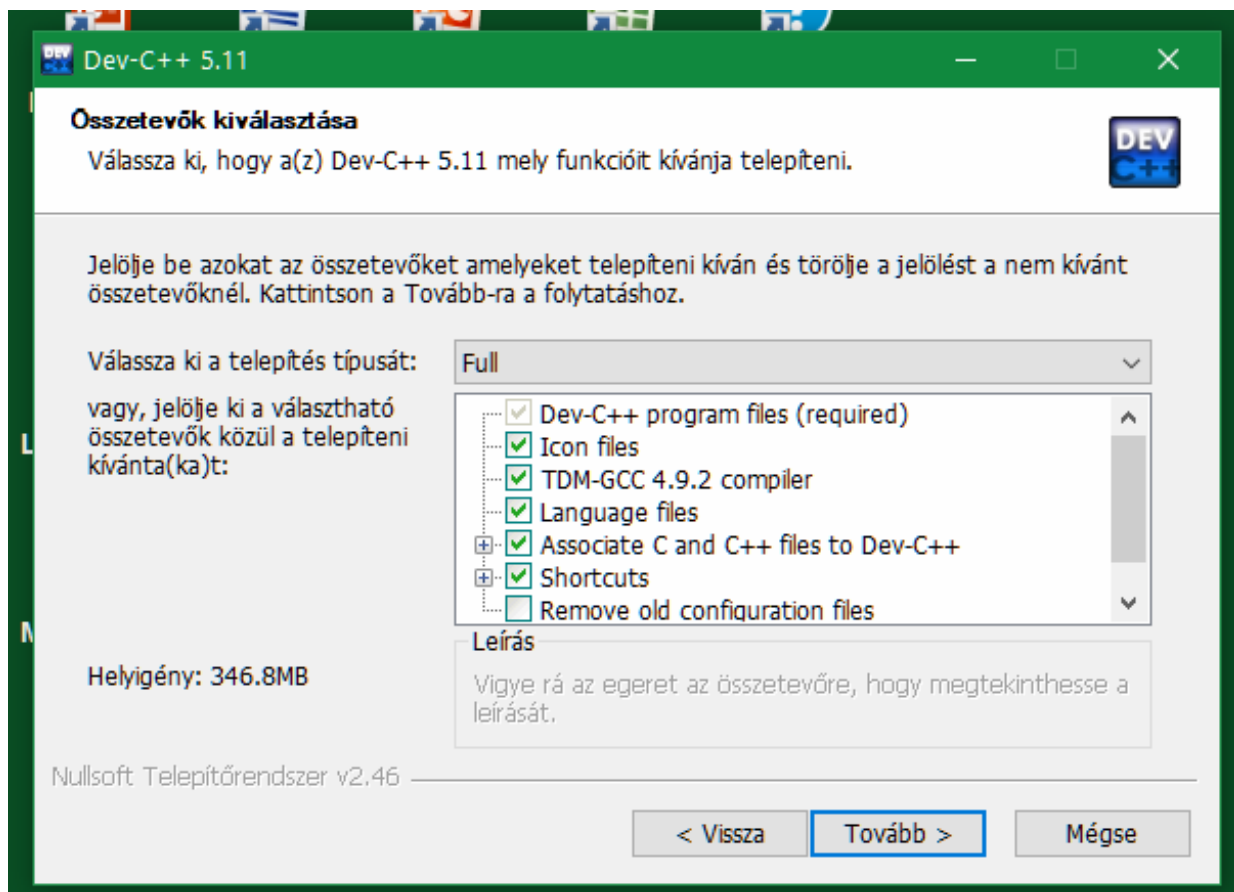 Dev-C++ 5.11
Összetevők kiválasztása
Válassza ki, hogy a(z) Dev-C++ 5.11 mely funkcióit kívánja telepíteni.
DEV
C++
Jelölje be azokat az összetevőket amelyeket telepíteni kíván és törölje a jelölést a nem kívánt
összetevőknél. Kattintson a Tovább-ra a folytatáshoz.
Válassza ki a telepítés típusát:
Full
vagy, jelölje ki a választható
összetevők közül a telepíteni
kívánta(ka)t:
Dev-C++ program files (required)
Icon files
TDM-GCC 4.9.2 compiler
Language files
Associate C and C++ files to Dev-C++
Shortcuts
Remove old configuration files
Helyigény: 346.8MB
Leírás
Vigye rá az egeret az összetevőre, hogy megtekinthesse a
leírását.
Nullsoft Telepítőrendszer v2.46
< Vissza
Tovább >
Mégse